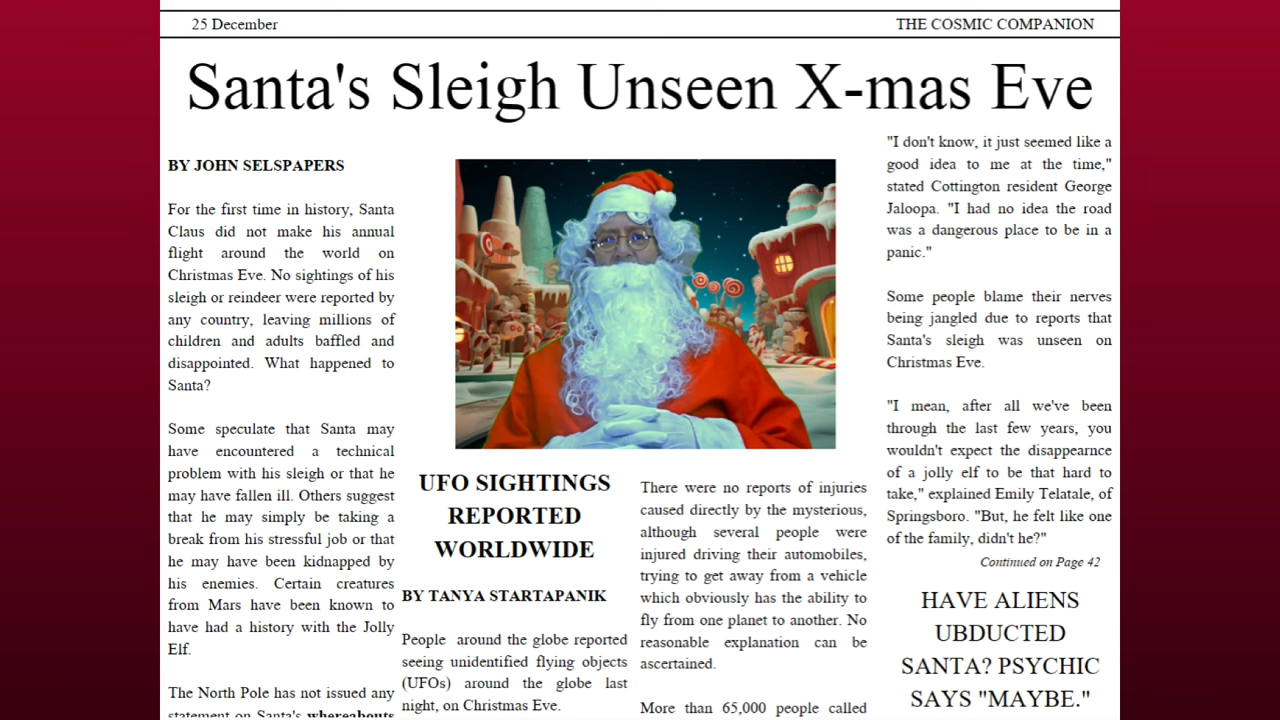 25 December
THE COSMIC COMPANION
Santa's Sleigh Unseen X-mas Eve
BY JOHN SELSPAPERS
For the first time in history, Santa
Claus did not make his annual
flight around the world on
Christmas Eve. No sightings of his
sleigh or reindeer were reported by
any country, leaving millions of
children and adults baffled and
disappointed. What happened to
Santa?
Some speculate that Santa may
have encountered a technical
problem with his sleigh or that he
may have fallen ill. Others suggest
that he may simply be taking a
break from his stressful job or that
he may have been kidnapped by
his enemies. Certain creatures
from Mars have been known to
have had a history with the Jolly
Elf.
The North Pole has not issued any
statement on Santa's whereabouts
UFO SIGHTINGS
REPORTED
WORLDWIDE
BY TANYA STARTAPANIK
People around the globe reported
seeing unidentified flying objects
(UFOs) around the globe last
night, on Christmas Eve.
There were no reports of injuries
caused directly by the mysterious,
although several people were
injured driving their automobiles,
trying to get away from a vehicle
which obviously has the ability to
fly from one planet to another. No
reasonable explanation can be
ascertained.
More than 65,000 people called
"I don't know, it just seemed like a
good idea to me at the time,"
stated Cottington resident George
Jaloopa. "I had no idea the road
was a dangerous place to be in a
panic."
Some people blame their nerves
being jangled due to reports that
Santa's sleigh was unseen on
Christmas Eve.
"I mean, after all we've been
through the last few years, you
wouldn't expect the disappearnce
of a jolly elf to be that hard to
take," explained Emily Telatale, of
Springsboro. "But, he felt like one
of the family, didn't he?"
Continued on Page 42
HAVE ALIENS
UBDUCTED
SANTA? PSYCHIC
SAYS "MAYBE."